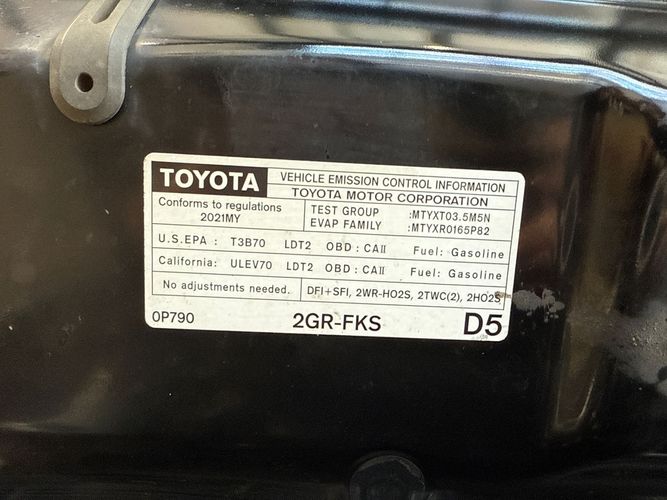 TOYOTA
VEHICLE EMISSION CONTROL INFORMATION
TOYOTA MOTOR CORPORATION
Conforms to regulations
2021MY
TEST GROUP :MTYXT03.5M5N
EVAP FAMILY :MTYXR0165P82
U.S.EPA : T3B70 LDT2 OBD : CAII Fuel: Gasoline
California: ULEV70 LDT2 OBD : CAII Fuel: Gasoline
No adjustments needed.
DFI+SFI, 2WR-HO2S, 2TWC(2), 2HO2S
0P790 2GR-FKS D5